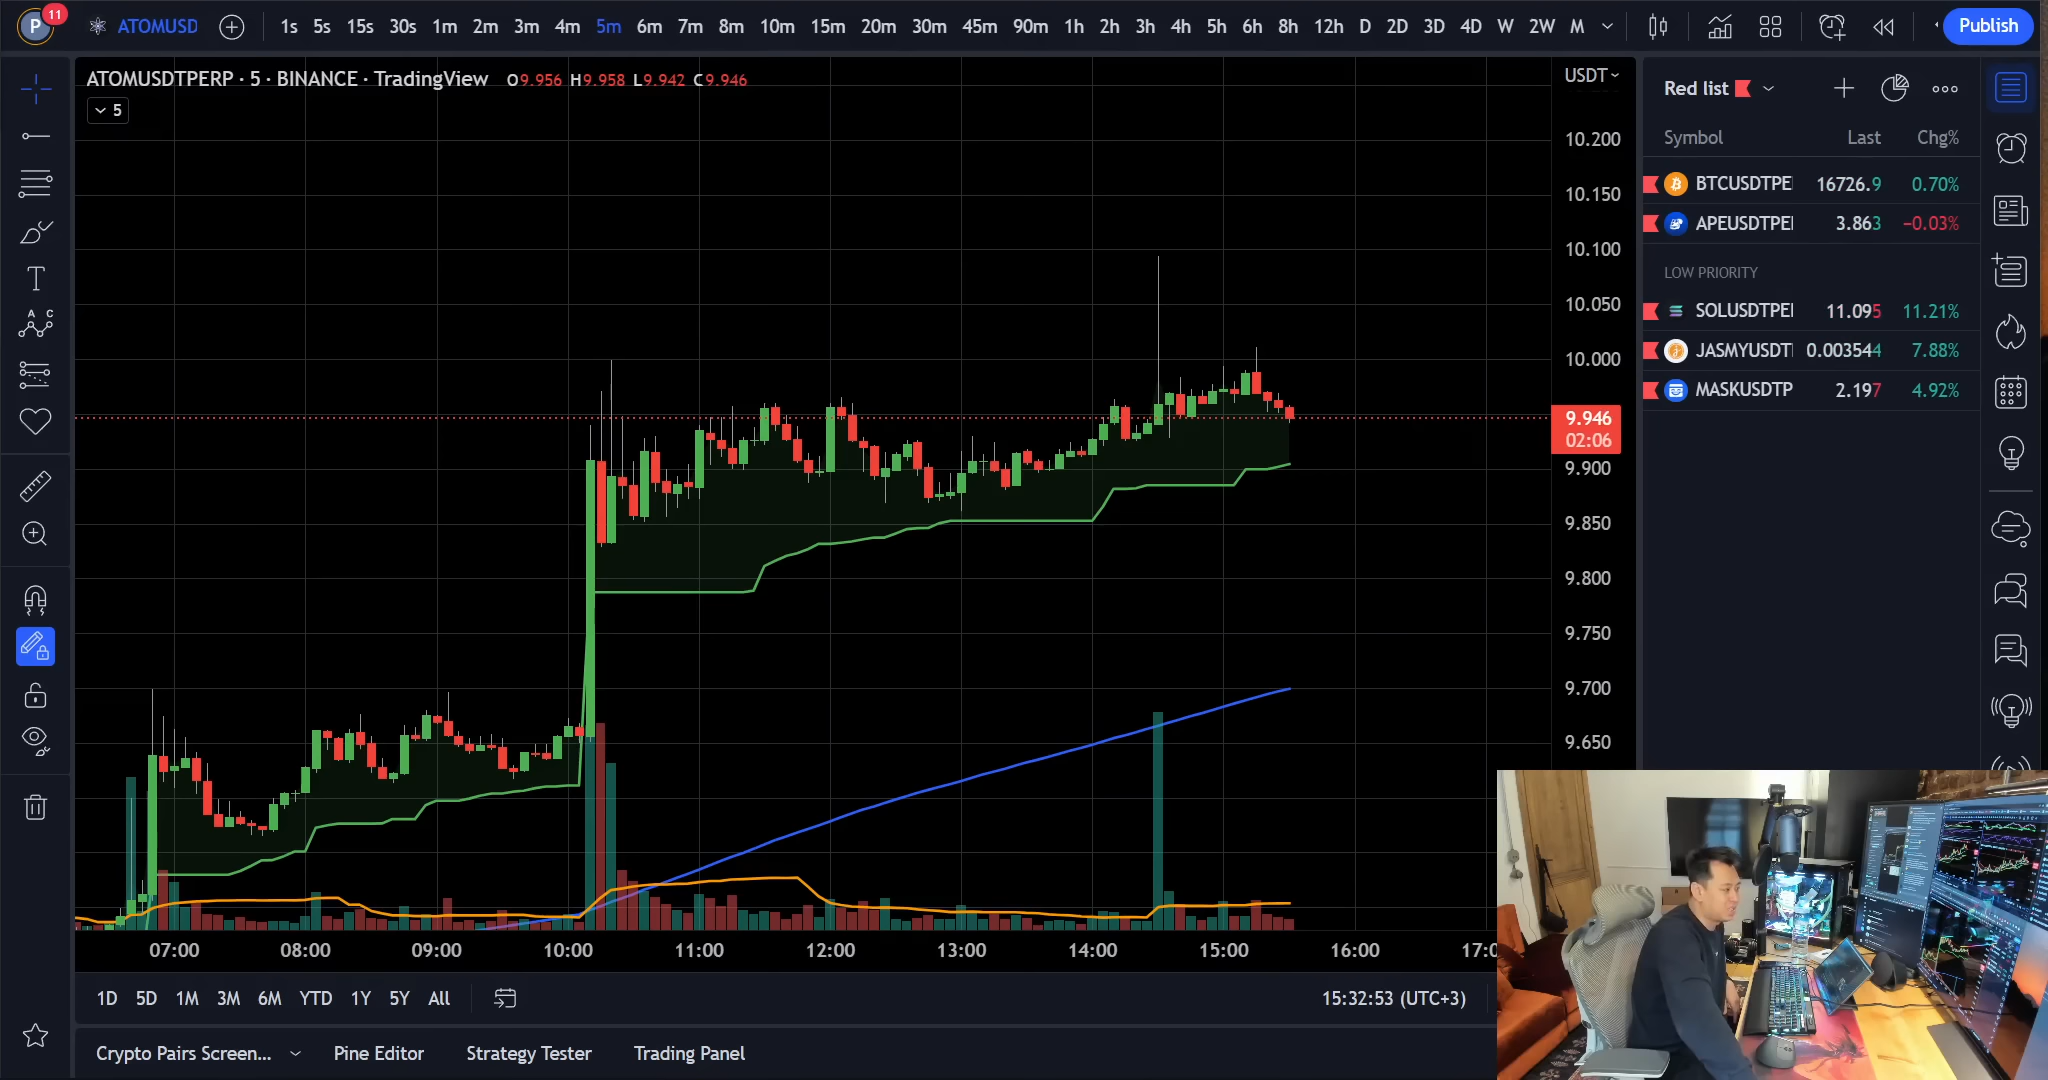 P 11 ATOMUSD 1s 5s 15s 30s 1m 2m 3m 4m 5m 6m 7m 8m 10m 15m 20m 30m 45m 90m 1h 2h 3h 4h 5h 6h 8h 12h D 2D 3D 4D W 2W M Publish
ATOMUSDTPERP · 5 · BINANCE · TradingView O9.956 H9.958 L9.942 C9.946
5
USDT
10.200
10.150
10.100
10.050
10.000
9.946
02:06
9.900
9.850
9.800
9.750
9.700
9.650
Red list
Symbol Last Chg%
BTCUSDTPE 16726.9 0.70%
APEUSDTPE 3.863 −0.03%
LOW PRIORITY
SOLUSDTPE 11.095 11.21%
JASMYUSDT 0.003544 7.88%
MASKUSDTP 2.197 4.92%
T
A C
07:00 08:00 09:00 10:00 11:00 12:00 13:00 14:00 15:00 16:00 17:0
1D 5D 1M 3M 6M YTD 1Y 5Y All 15:32:53 (UTC+3)
Crypto Pairs Screen... Pine Editor Strategy Tester Trading Panel